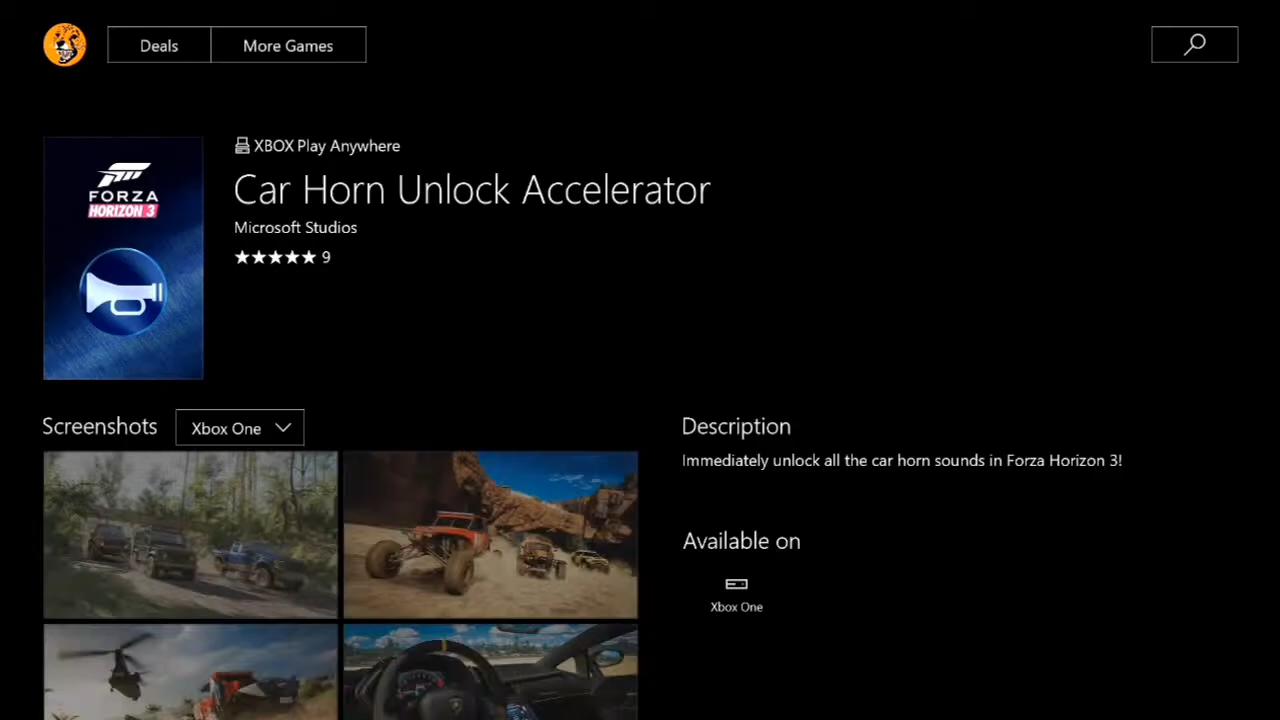 Deals
More Games
XBOX Play Anywhere
Car Horn Unlock Accelerator
Microsoft Studios
9
FORZA
HORIZON 3
Screenshots
Xbox One
Description
Immediately unlock all the car horn sounds in Forza Horizon 3!
Available on
Xbox One